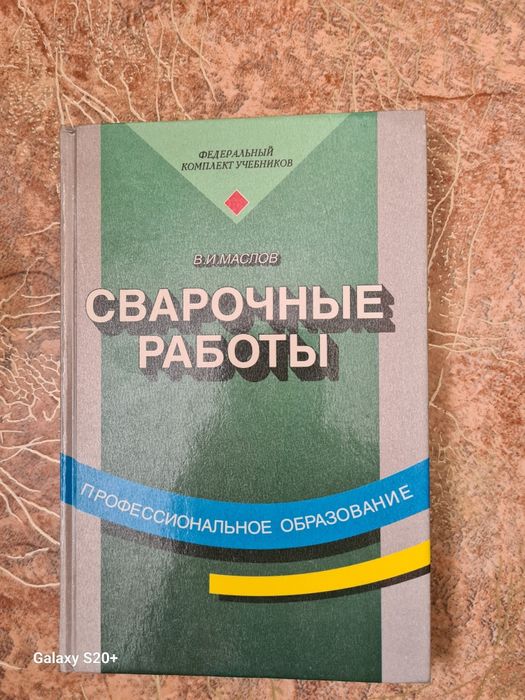 ФЕДЕРАЛЬНЫЙ
КОМПЛЕКТ УЧЕБНИКОВ
В.И.МАСЛОВ
СВАРОЧНЫЕ
РАБОТЫ
ПРОФЕССИОНАЛЬНОЕ ОБРАЗОВАНИЕ
Galaxy S20+